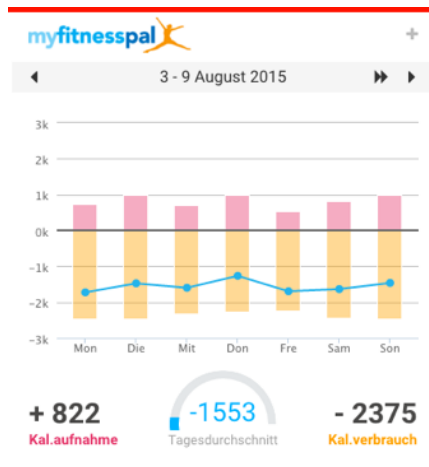 myfitnesspal
+
3 - 9 August 2015
3k
2k
1k
0k
-1k
-2k
-3k
Mon Die Mit Don Fre Sam Son
+ 822 -1553 - 2375
Kal.aufnahme Tagesdurchschnitt Kal.verbrauch